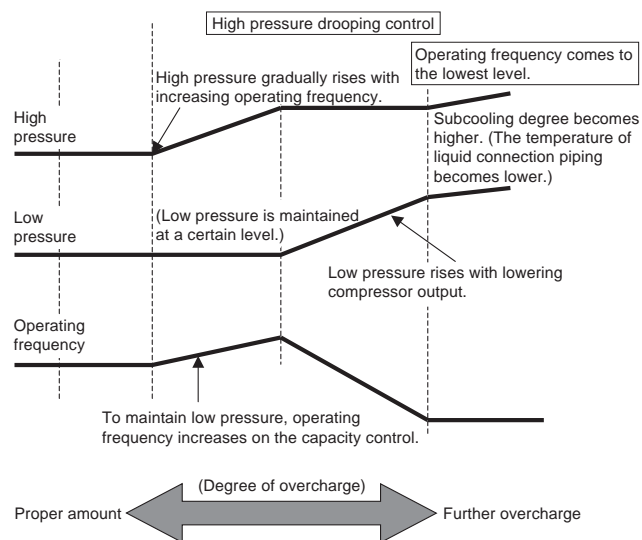 High pressure drooping control
Operating frequency comes to
the lowest level.
High pressure gradually rises with
increasing operating frequency.
High
pressure
Subcooling degree becomes
higher. (The temperature of
liquid connection piping
becomes lower.)
Low
pressure
(Low pressure is maintained
at a certain level.)
Low pressure rises with lowering
compressor output.
Operating
frequency
To maintain low pressure, operating
frequency increases on the capacity control.
(Degree of overcharge)
Proper amount
Further overcharge